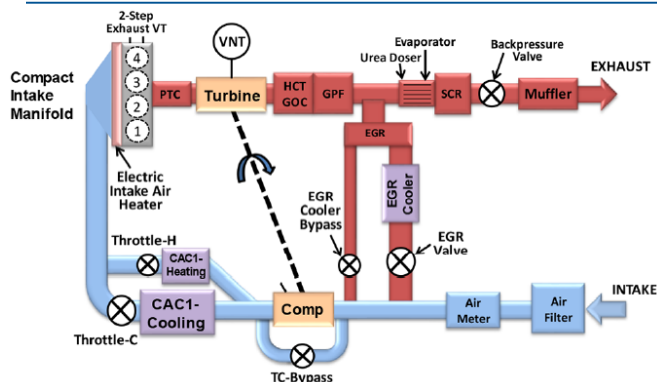 2-Step
Exhaust VT
4
3
2
1
Compact
Intake
Manifold
Electric
Intake Air
Heater
PTC
VNT
Turbine
HCT
GOC
GPF
Urea Doser
Evaporator
SCR
Backpressure
Valve
Muffler
EXHAUST
EGR
EGR
Cooler
EGR
Cooler
Bypass
EGR
Valve
Throttle-H
CAC1-
Heating
Throttle-C
CAC1-
Cooling
Comp
TC-Bypass
Air
Meter
Air
Filter
INTAKE